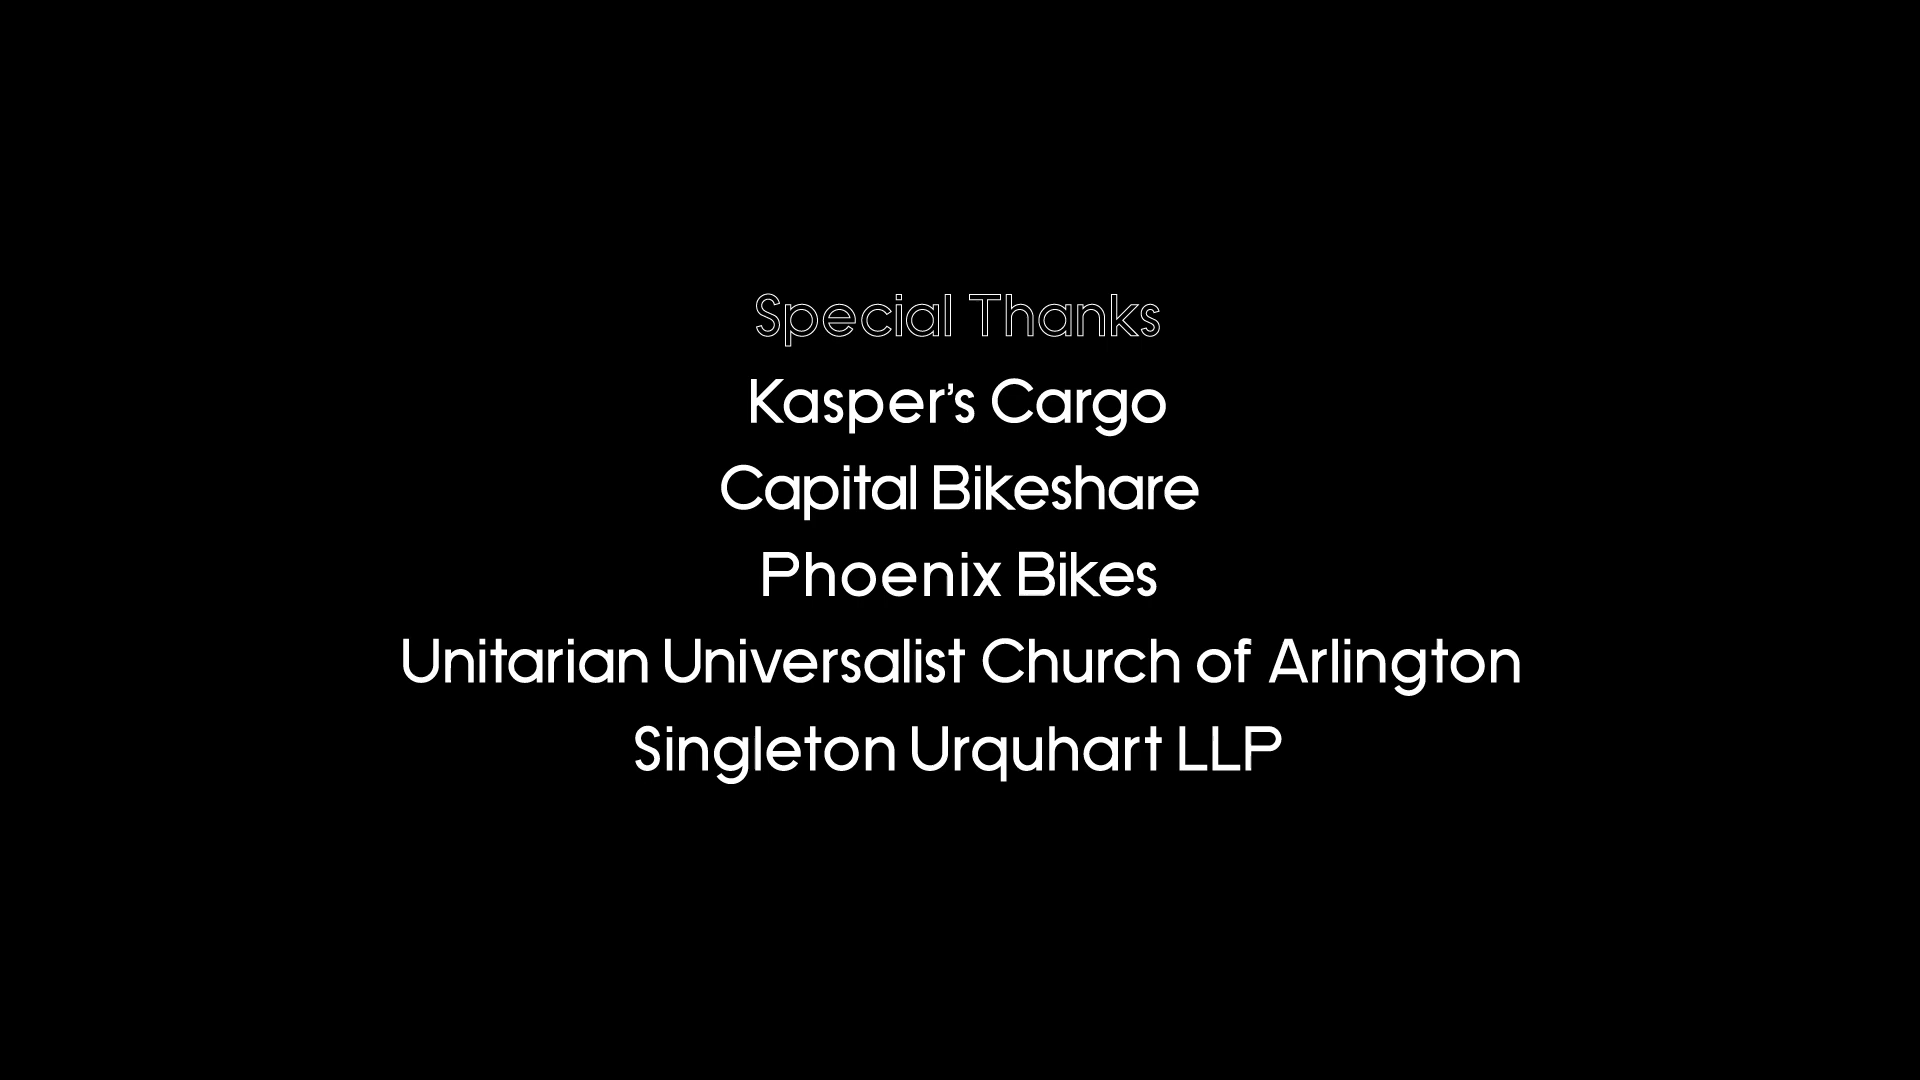 Special Thanks
Kasper’s Cargo
Capital Bikeshare
Phoenix Bikes
Unitarian Universalist Church of Arlington
Singleton Urquhart LLP